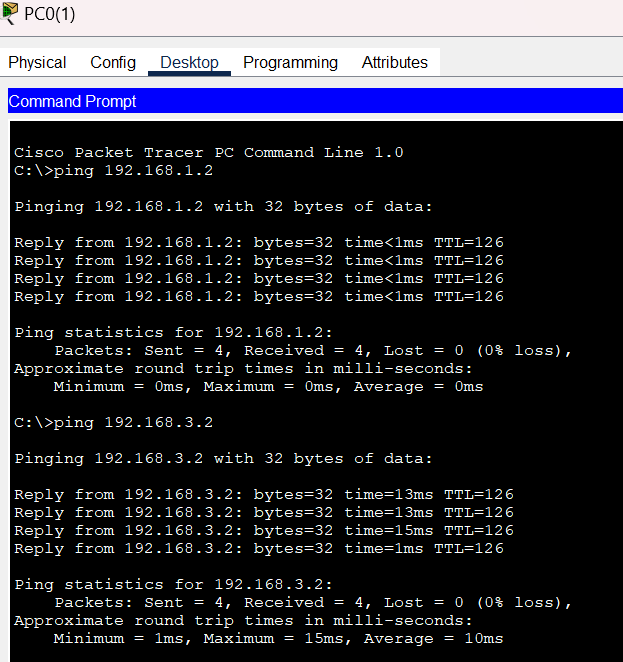 PC0(1)
Physical Config Desktop Programming Attributes
Command Prompt
Cisco Packet Tracer PC Command Line 1.0
C:\>ping 192.168.1.2
Pinging 192.168.1.2 with 32 bytes of data:
Reply from 192.168.1.2: bytes=32 time<1ms TTL=126
Reply from 192.168.1.2: bytes=32 time<1ms TTL=126
Reply from 192.168.1.2: bytes=32 time<1ms TTL=126
Reply from 192.168.1.2: bytes=32 time<1ms TTL=126
Ping statistics for 192.168.1.2:
    Packets: Sent = 4, Received = 4, Lost = 0 (0% loss),
Approximate round trip times in milli-seconds:
    Minimum = 0ms, Maximum = 0ms, Average = 0ms
C:\>ping 192.168.3.2
Pinging 192.168.3.2 with 32 bytes of data:
Reply from 192.168.3.2: bytes=32 time=13ms TTL=126
Reply from 192.168.3.2: bytes=32 time=13ms TTL=126
Reply from 192.168.3.2: bytes=32 time=15ms TTL=126
Reply from 192.168.3.2: bytes=32 time=1ms TTL=126
Ping statistics for 192.168.3.2:
    Packets: Sent = 4, Received = 4, Lost = 0 (0% loss),
Approximate round trip times in milli-seconds:
    Minimum = 1ms, Maximum = 15ms, Average = 10ms